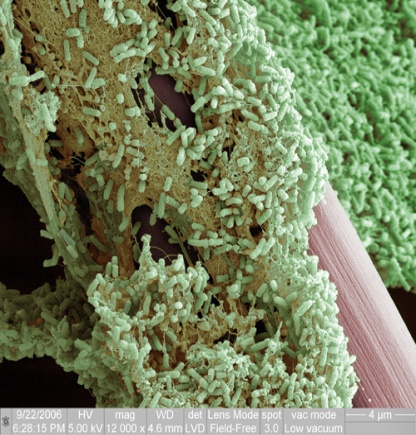 9/22/2006 HV mag WD det Lens Mode spot vac mode 4 µm
6:28:15 PM 5.00 kV 12 000 x 4.6 mm LVD Field-Free 3.0 Low vacuum